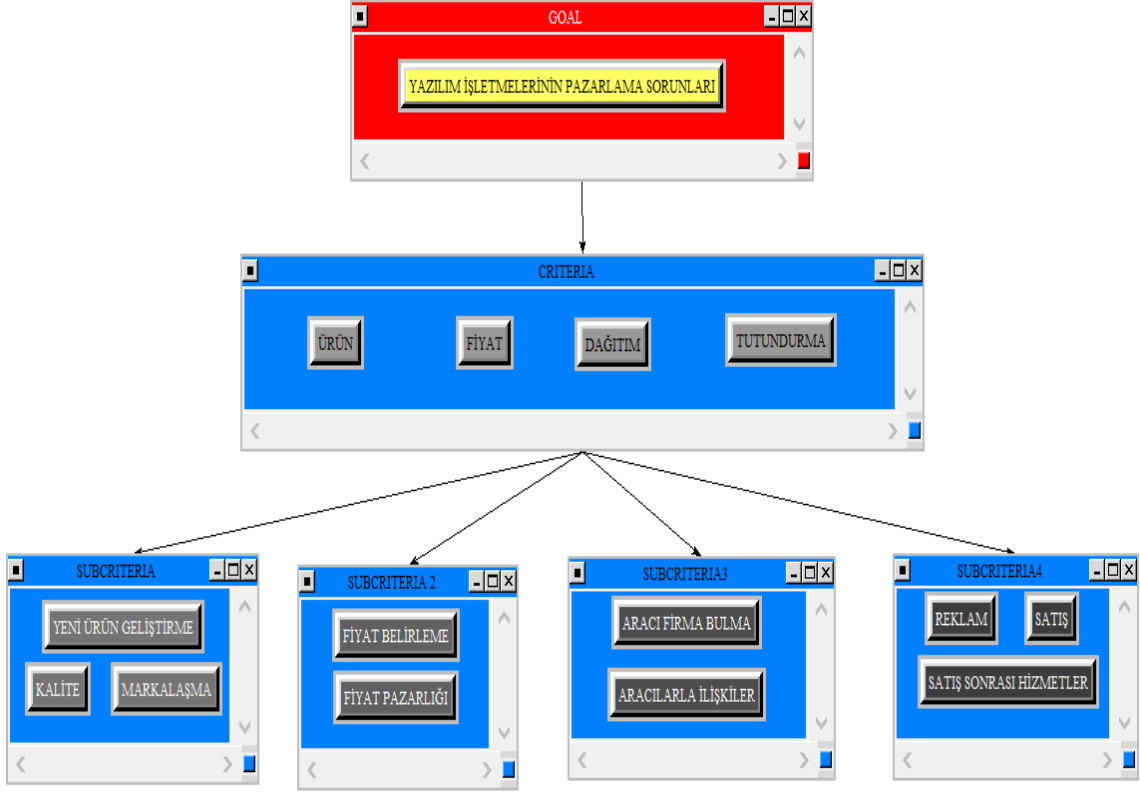 GOAL
YAZILIM İŞLETMELERİNİN PAZARLAMA SORUNLARI
CRITERIA
ÜRÜN
FİYAT
DAĞITIM
TUTUNDURMA
SUBCRITERIA
YENİ ÜRÜN GELİŞTİRME
KALİTE
MARKALAŞMA
SUBCRITERIA 2
FİYAT BELİRLEME
FİYAT PAZARLIĞI
SUBCRITERIA3
ARACI FİRMA BULMA
ARACILARLA İLİŞKİLER
SUBCRITERIA4
REKLAM
SATIŞ
SATIŞ SONRASI HİZMETLER